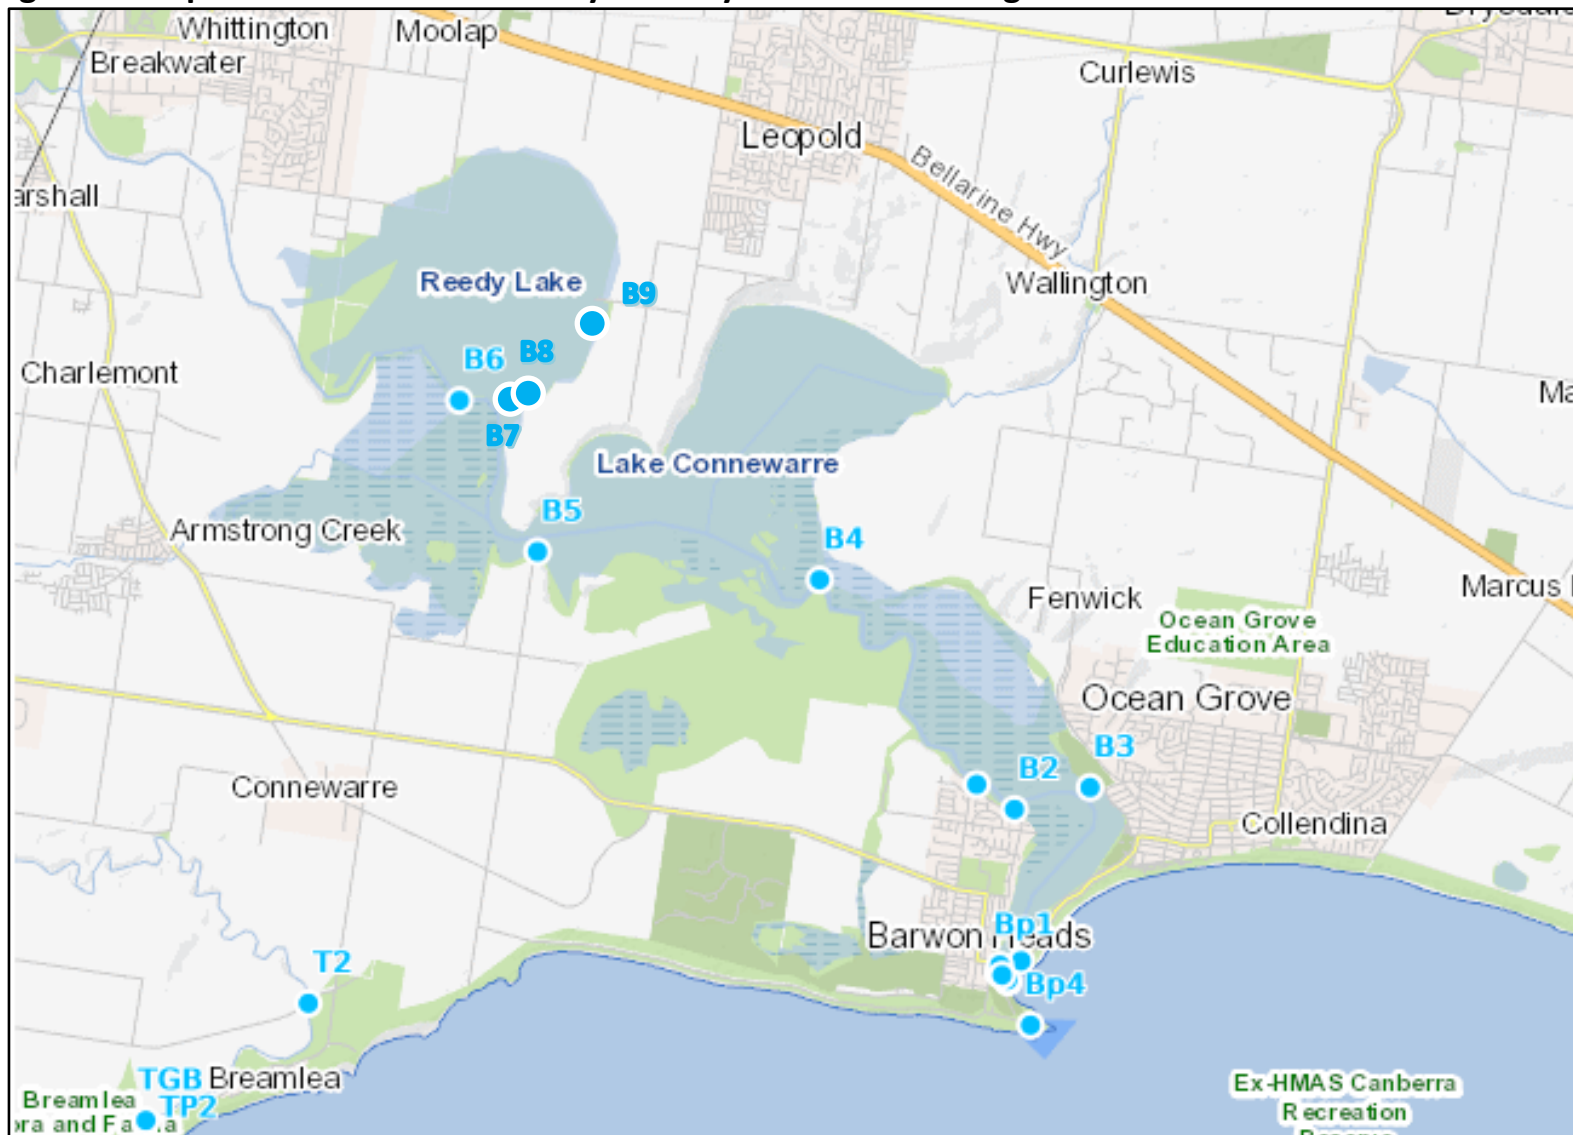 Whittington
Moolap
Breakwater
Curlewis
Leopold
Bellarine Hwy
arshall
Reedy Lake
B9
Wallington
B8
B6
Charlemont
Ma
B7
Lake Connewarre
B5
Armstrong Creek
B4
Fenwick
Marcus
Ocean Grove
Education Area
Ocean Grove
B3
B2
Connewarre
Collendina
Bp1
Barwon Heads
T2
Bp4
TGB
Breamlea
Ex-HMAS Canberra
Breamlea
TP2
Recreation